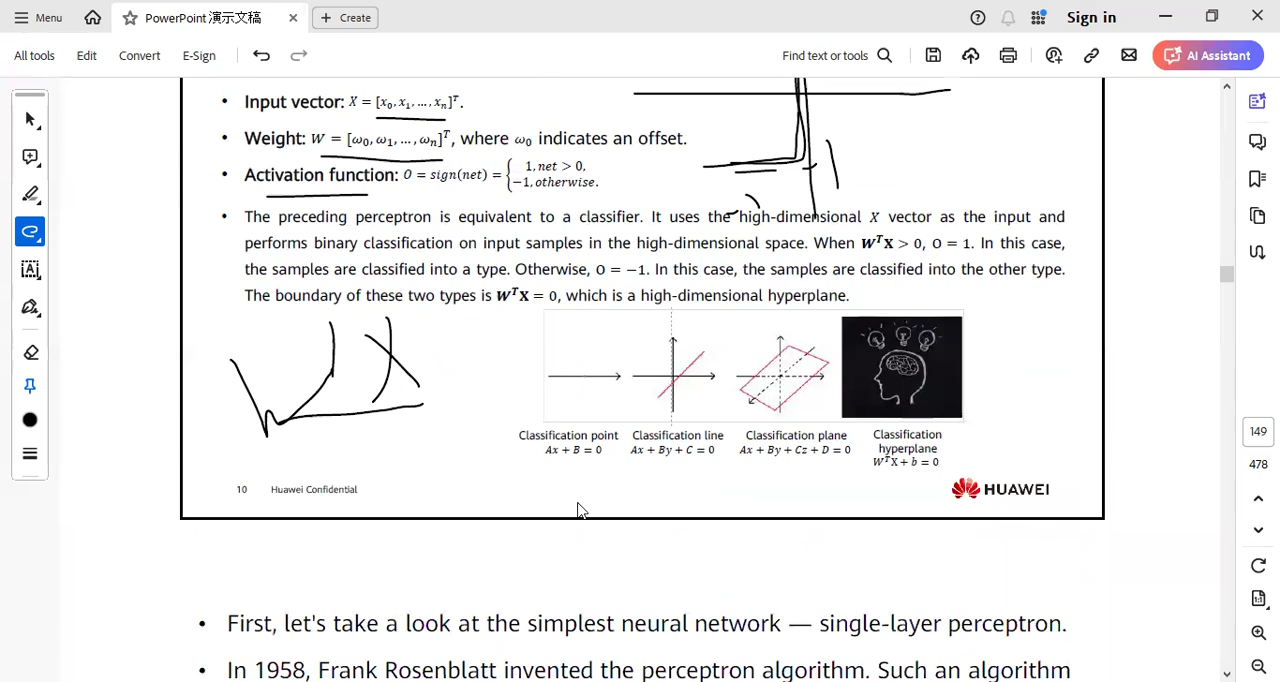 Menu PowerPoint 演示文稿 Create Sign in
All tools Edit Convert E-Sign Find text or tools AI Assistant
• Input vector: X = [x₀, x₁, …, xₙ]ᵀ.
• Weight: W = [ω₀, ω₁, …, ωₙ]ᵀ, where ω₀ indicates an offset.
• Activation function: O = sign(net) = { 1, net > 0,
−1, otherwise.
• The preceding perceptron is equivalent to a classifier. It uses the high-dimensional X vector as the input and
performs binary classification on input samples in the high-dimensional space. When WᵀX > 0, O = 1. In this case,
the samples are classified into a type. Otherwise, O = −1. In this case, the samples are classified into the other type.
The boundary of these two types is WᵀX = 0, which is a high-dimensional hyperplane.
W X
Classification point
Ax + B = 0
Classification line
Ax + By + C = 0
Classification plane
Ax + By + Cz + D = 0
Classification
hyperplane
WᵀX + b = 0
10 Huawei Confidential
HUAWEI
149
478
• First, let's take a look at the simplest neural network — single-layer perceptron.
• In 1958, Frank Rosenblatt invented the perceptron algorithm. Such an algorithm